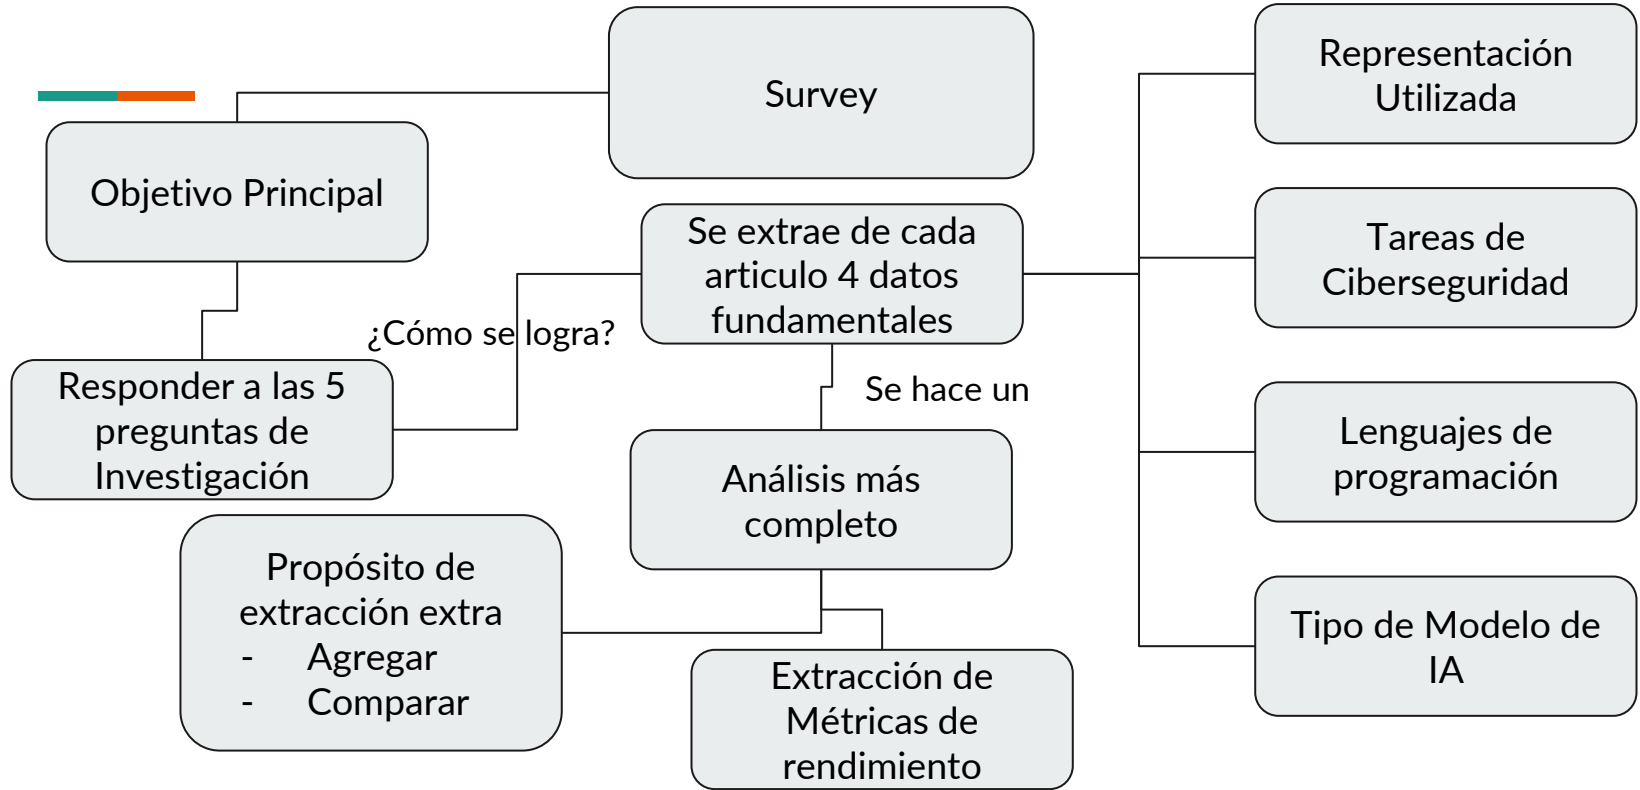 Survey
Objetivo Principal
Responder a las 5
preguntas de
Investigación
¿Cómo se logra?
Se extrae de cada
articulo 4 datos
fundamentales
Representación
Utilizada
Tareas de
Ciberseguridad
Lenguajes de
programación
Tipo de Modelo de
IA
Se hace un
Análisis más
completo
Propósito de
extracción extra
- Agregar
- Comparar
Extracción de
Métricas de
rendimiento